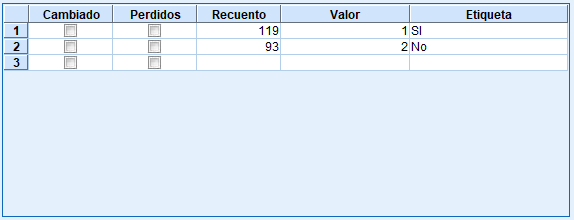 Cambiado Perdidos Recuento Valor Etiqueta
1 119 1 SI
2 93 2 No
3